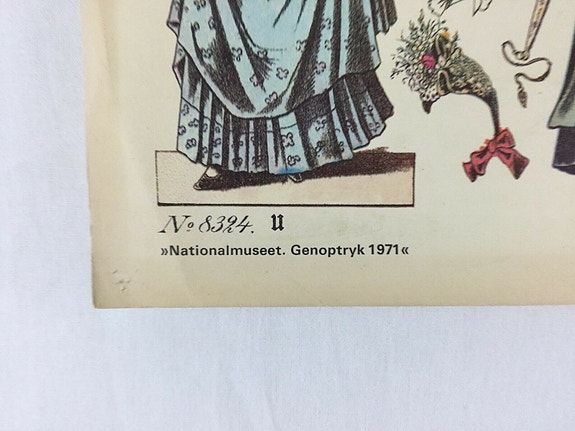 No 8324. U
»Nationalmuseet. Genoptryk 1971«